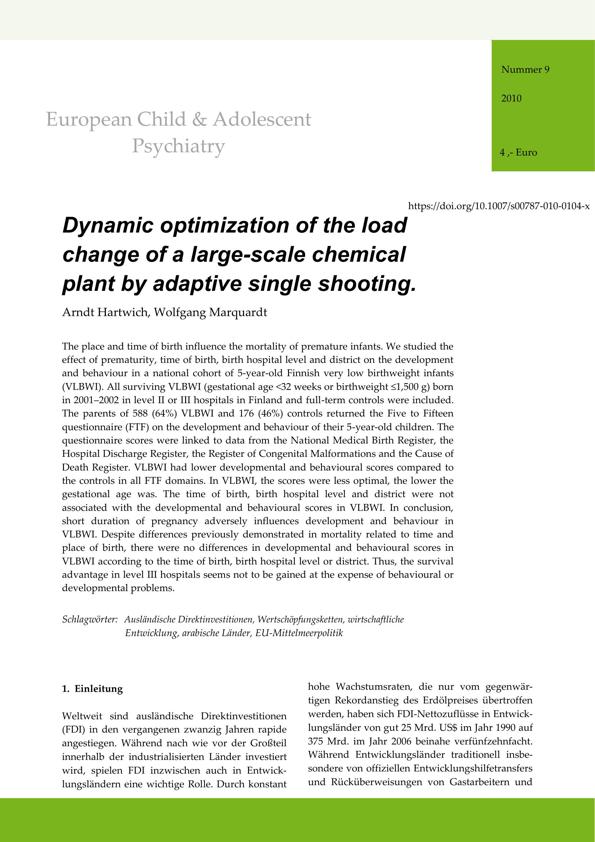 Nummer 9
2010
4 ,- Euro
European Child & Adolescent
Psychiatry
https://doi.org/10.1007/s00787-010-0104-x
Dynamic optimization of the load
change of a large-scale chemical
plant by adaptive single shooting.
Arndt Hartwich, Wolfgang Marquardt
The place and time of birth influence the mortality of premature infants. We studied the
effect of prematurity, time of birth, birth hospital level and district on the development
and behaviour in a national cohort of 5-year-old Finnish very low birthweight infants
(VLBWI). All surviving VLBWI (gestational age <32 weeks or birthweight ≤1,500 g) born
in 2001–2002 in level II or III hospitals in Finland and full-term controls were included.
The parents of 588 (64%) VLBWI and 176 (46%) controls returned the Five to Fifteen
questionnaire (FTF) on the development and behaviour of their 5-year-old children. The
questionnaire scores were linked to data from the National Medical Birth Register, the
Hospital Discharge Register, the Register of Congenital Malformations and the Cause of
Death Register. VLBWI had lower developmental and behavioural scores compared to
the controls in all FTF domains. In VLBWI, the scores were less optimal, the lower the
gestational age was. The time of birth, birth hospital level and district were not
associated with the developmental and behavioural scores in VLBWI. In conclusion,
short duration of pregnancy adversely influences development and behaviour in
VLBWI. Despite differences previously demonstrated in mortality related to time and
place of birth, there were no differences in developmental and behavioural scores in
VLBWI according to the time of birth, birth hospital level or district. Thus, the survival
advantage in level III hospitals seems not to be gained at the expense of behavioural or
developmental problems.
Schlagwörter: Ausländische Direktinvestitionen, Wertschöpfungsketten, wirtschaftliche
Entwicklung, arabische Länder, EU-Mittelmeerpolitik
1. Einleitung
Weltweit sind ausländische Direktinvestitionen
(FDI) in den vergangenen zwanzig Jahren rapide
angestiegen. Während nach wie vor der Großteil
innerhalb der industrialisierten Länder investiert
wird, spielen FDI inzwischen auch in Entwick-
lungsländern eine wichtige Rolle. Durch konstant
hohe Wachstumsraten, die nur vom gegenwär-
tigen Rekordanstieg des Erdölpreises übertroffen
werden, haben sich FDI-Nettozuflüsse in Entwick-
lungsländer von gut 25 Mrd. US$ im Jahr 1990 auf
375 Mrd. im Jahr 2006 beinahe verfünfzehnfacht.
Während Entwicklungsländer traditionell insbe-
sondere von offiziellen Entwicklungshilfetransfers
und Rücküberweisungen von Gastarbeitern und